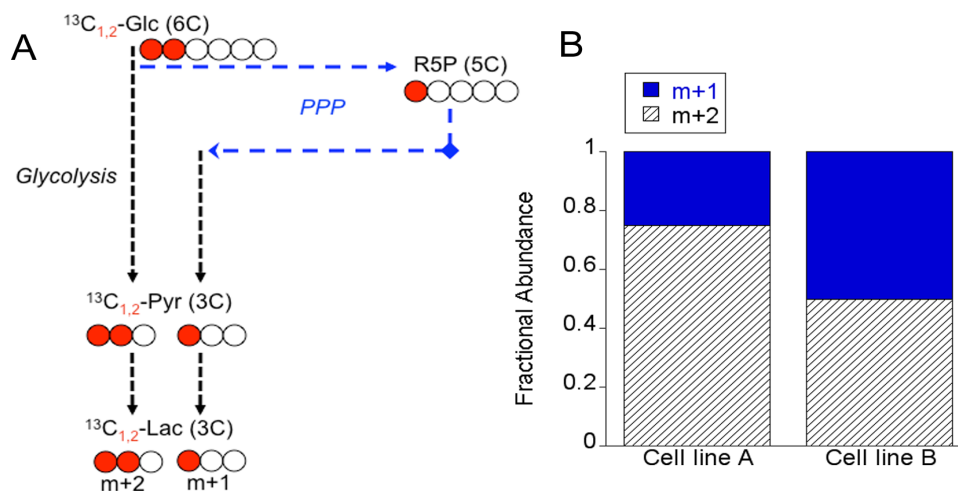 A
¹³C₁,₂-Glc (6C)
R5P (5C)
PPP
Glycolysis
¹³C₁,₂-Pyr (3C)
¹³C₁,₂-Lac (3C)
m+2 m+1
B
m+1
m+2
Fractional Abundance
1
0.8
0.6
0.4
0.2
0
Cell line A Cell line B